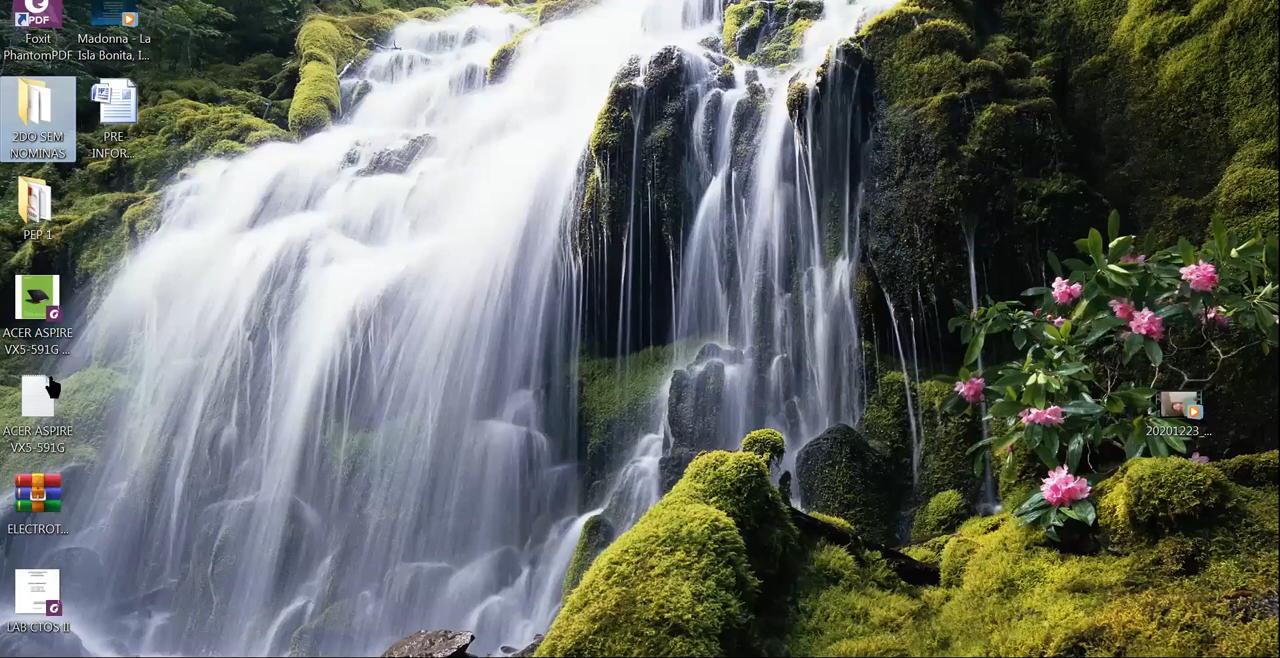 PDF
Foxit
PhantomPDF
Madonna - La
Isla Bonita, I...
2DO SEM
NOMINAS
PRE
INFOR...
PEP 1
ACER ASPIRE
VX5-591G ...
ACER ASPIRE
VX5-591G
ELECTROT...
LAB CTOS II
20201223_...